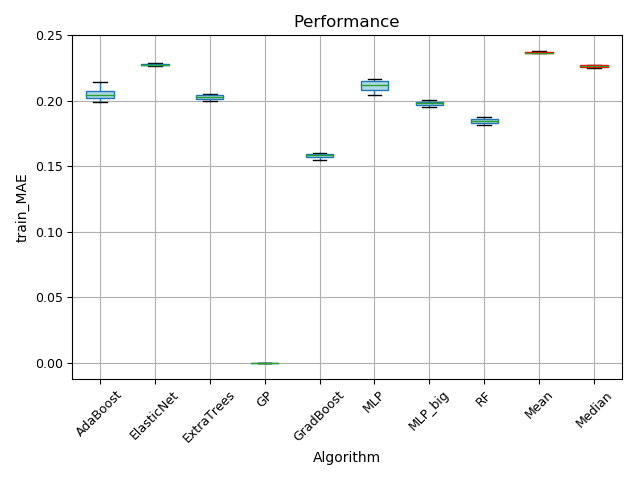 Performance
train_MAE
0.25
0.20
0.15
0.10
0.05
0.00
AdaBoost
ElasticNet
ExtraTrees
GP
GradBoost
MLP
MLP_big
RF
Mean
Median
Algorithm